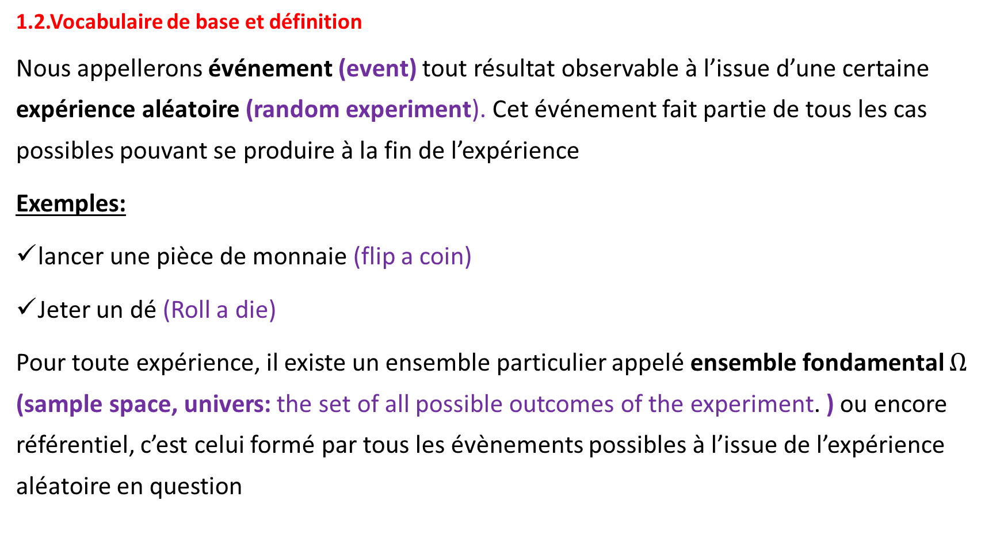 1.2.Vocabulaire de base et définition
Nous appellerons événement (event) tout résultat observable à l’issue d’une certaine
expérience aléatoire (random experiment). Cet événement fait partie de tous les cas
possibles pouvant se produire à la fin de l’expérience
Exemples:
✓lancer une pièce de monnaie (flip a coin)
✓Jeter un dé (Roll a die)
Pour toute expérience, il existe un ensemble particulier appelé ensemble fondamental Ω
(sample space, univers: the set of all possible outcomes of the experiment. ) ou encore
référentiel, c’est celui formé par tous les évènements possibles à l’issue de l’expérience
aléatoire en question